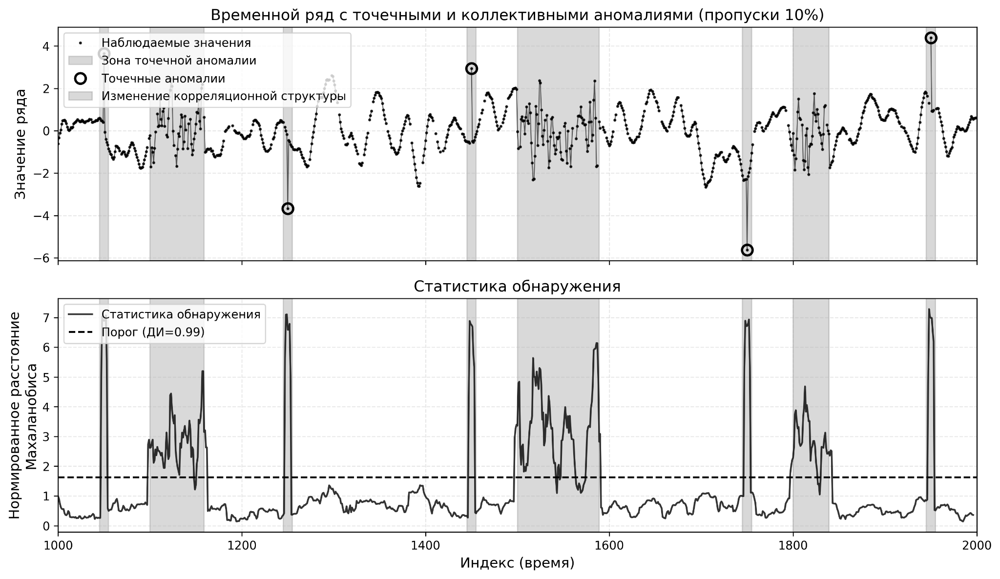 Временной ряд с точечными и коллективными аномалиями (пропуски 10%)
Значение ряда
4
2
0
−2
−4
−6
Наблюдаемые значения
Зона точечной аномалии
Точечные аномалии
Изменение корреляционной структуры
Статистика обнаружения
Нормированное расстояние
Махаланобиса
7
6
5
4
3
2
1
0
Статистика обнаружения
Порог (ДИ=0.99)
1000 1200 1400 1600 1800 2000
Индекс (время)